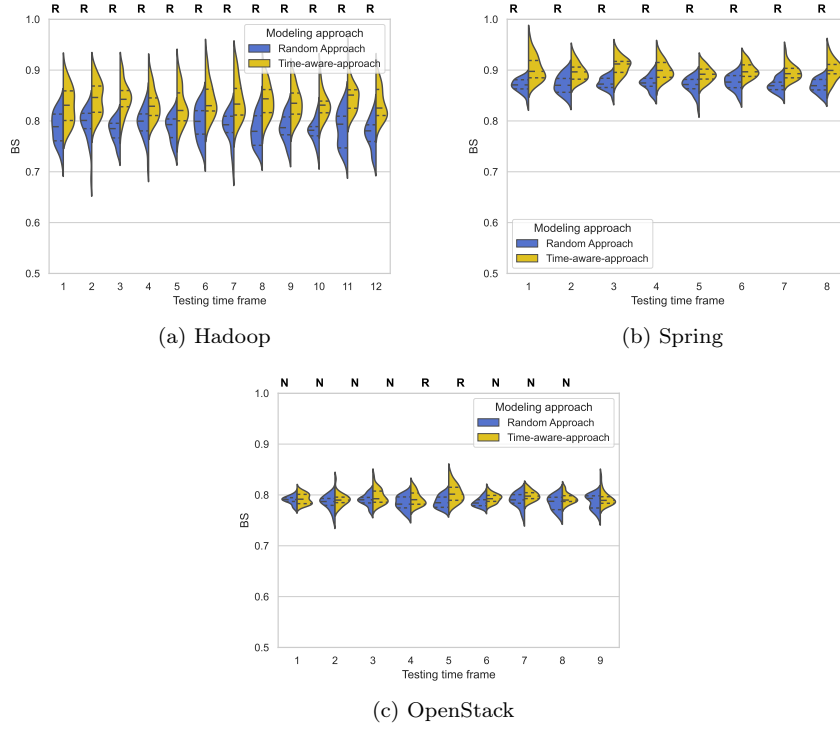 R R R R R R R R R R R R
1.0
0.9
0.8
0.7
0.6
0.5
BS
Modeling approach
Random Approach
Time-aware-approach
1 2 3 4 5 6 7 8 9 10 11 12
Testing time frame
(a) Hadoop
R R R R R R R R
1.0
0.9
0.8
0.7
0.6
0.5
BS
Modeling approach
Random Approach
Time-aware-approach
1 2 3 4 5 6 7 8
Testing time frame
(b) Spring
N N N N R R N N N
1.0
0.9
0.8
0.7
0.6
0.5
BS
Modeling approach
Random Approach
Time-aware-approach
1 2 3 4 5 6 7 8 9
Testing time frame
(c) OpenStack